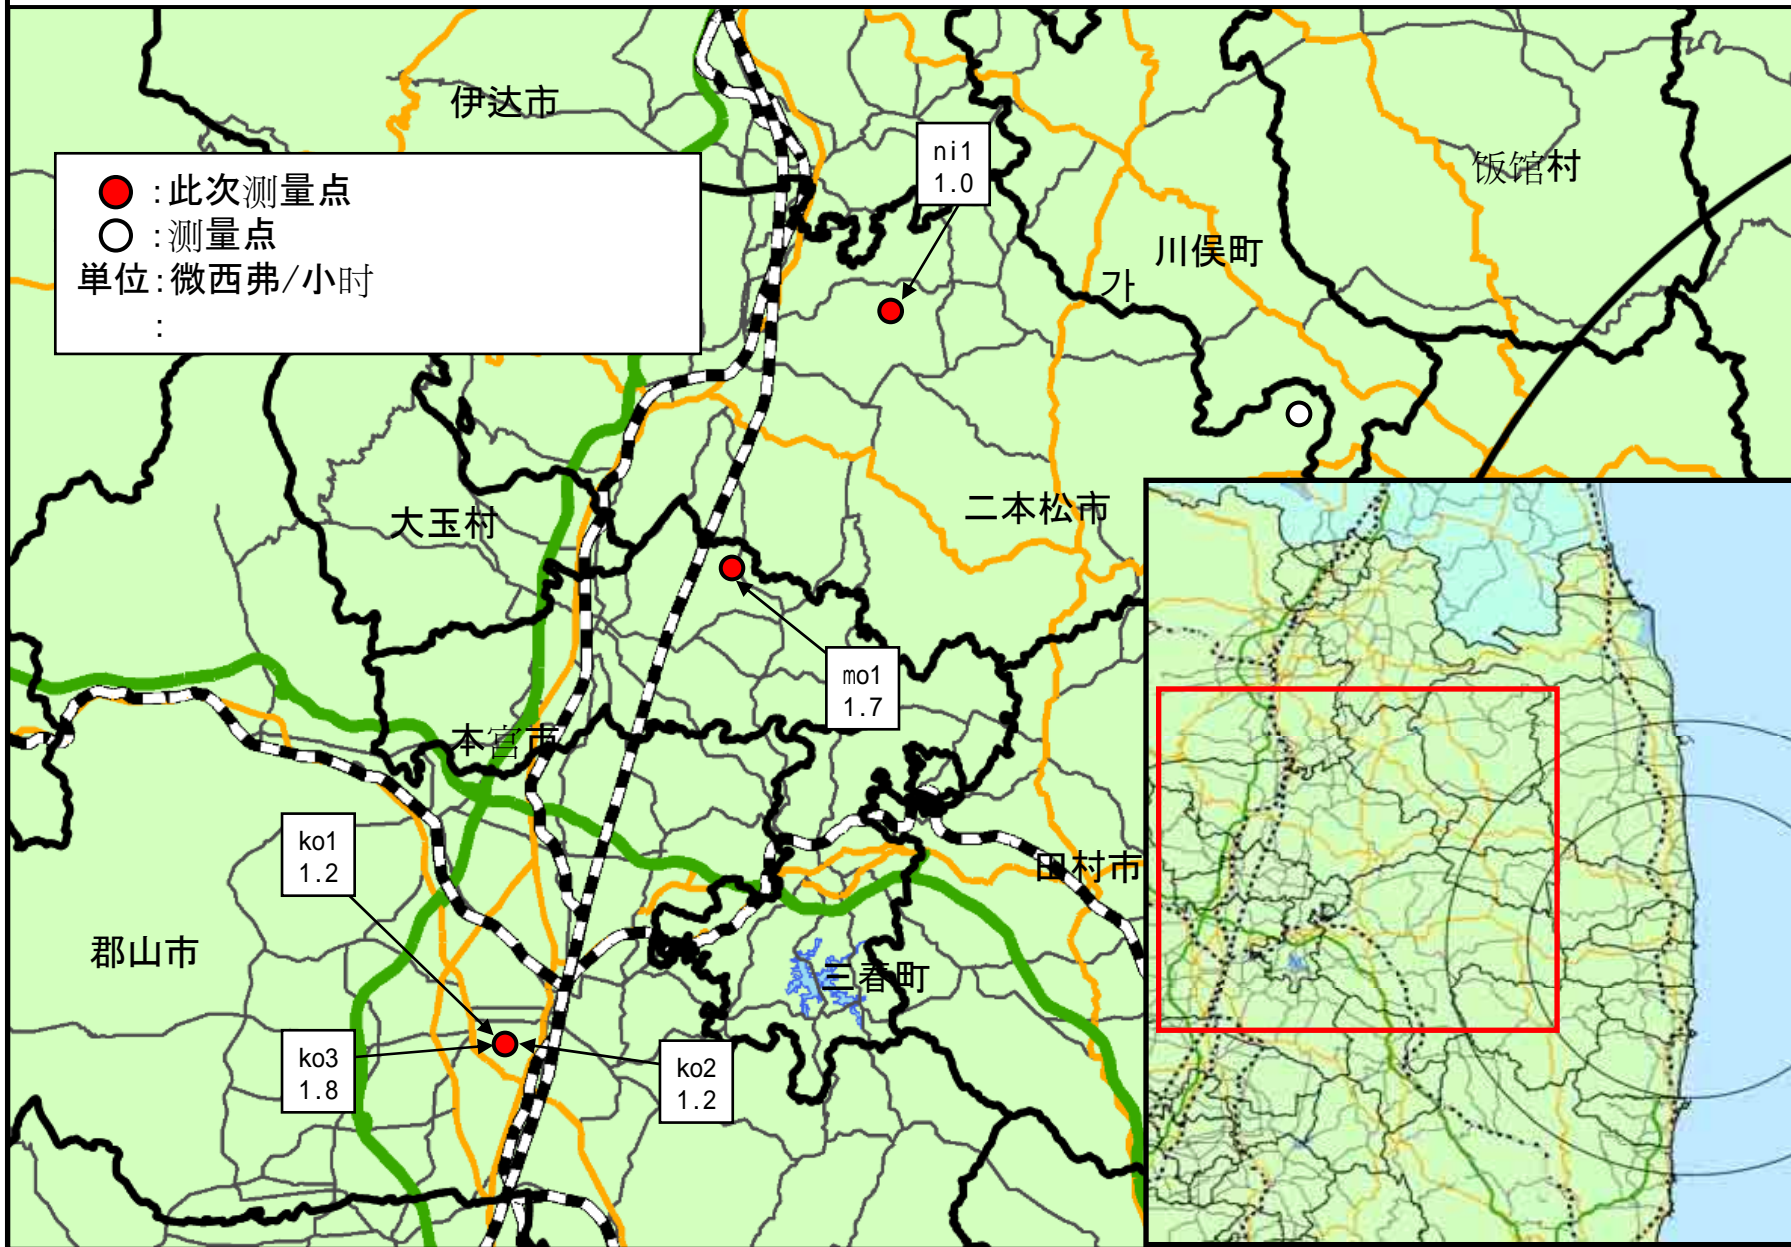 伊达市
ni1
1.0
饭馆村
:此次测量点
:测量点
単位:微西弗/小时
:
川俣町
가
二本松市
大玉村
mo1
1.7
本宫市
ko1
1.2
田村市
郡山市
三春町
ko3
1.8
ko2
1.2